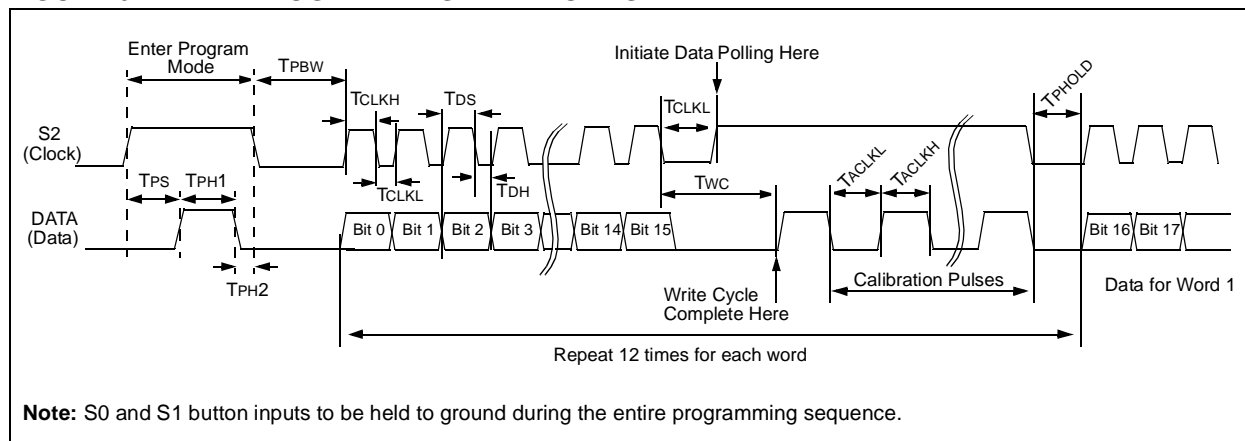 Enter Program
Mode
TPBW
Initiate Data Polling Here
TCLKH
TDS
TCLKL
TPHOLD
S2
(Clock)
TPS
TPH1
TCLKL
TDH
TWC
TACLKL
TACLKH
DATA
(Data)
Bit 0
Bit 1
Bit 2
Bit 3
Bit 14
Bit 15
Bit 16
Bit 17
TPH2
Write Cycle
Complete Here
Calibration Pulses
Data for Word 1
Repeat 12 times for each word
Note: S0 and S1 button inputs to be held to ground during the entire programming sequence.